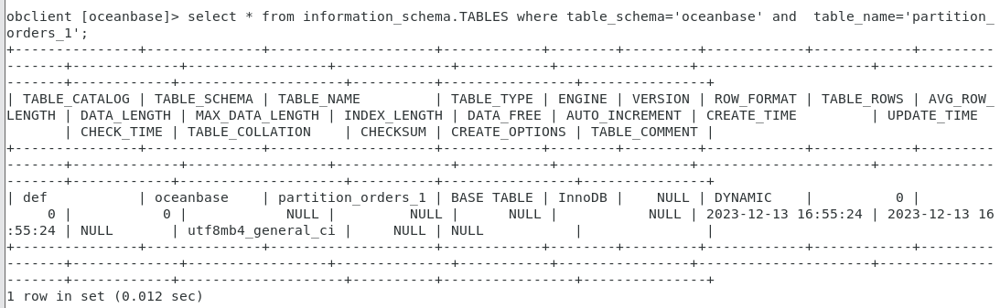 obclient [oceanbase]> select * from information_schema.TABLES where table_schema='oceanbase' and  table_name='partition_
orders_1';
+---------------+--------------+--------------------+------------+--------+---------+------------+------------+---------
-------+-------------+-----------------+--------------+-----------+----------------+---------------------+--------------
-------+------------+--------------------+----------+----------------+---------------+
| TABLE_CATALOG | TABLE_SCHEMA | TABLE_NAME         | TABLE_TYPE | ENGINE | VERSION | ROW_FORMAT | TABLE_ROWS | AVG_ROW_
LENGTH | DATA_LENGTH | MAX_DATA_LENGTH | INDEX_LENGTH | DATA_FREE | AUTO_INCREMENT | CREATE_TIME         | UPDATE_TIME
       | CHECK_TIME | TABLE_COLLATION    | CHECKSUM | CREATE_OPTIONS | TABLE_COMMENT |
+---------------+--------------+--------------------+------------+--------+---------+------------+------------+---------
-------+-------------+-----------------+--------------+-----------+----------------+---------------------+--------------
-------+------------+--------------------+----------+----------------+---------------+
| def           | oceanbase    | partition_orders_1 | BASE TABLE | InnoDB |    NULL | DYNAMIC    |          0 |
     0 |           0 |            NULL |         NULL |      NULL |           NULL | 2023-12-13 16:55:24 | 2023-12-13 16
:55:24 | NULL       | utf8mb4_general_ci |     NULL | NULL           |               |
+---------------+--------------+--------------------+------------+--------+---------+------------+------------+---------
-------+-------------+-----------------+--------------+-----------+----------------+---------------------+--------------
-------+------------+--------------------+----------+----------------+---------------+
1 row in set (0.012 sec)